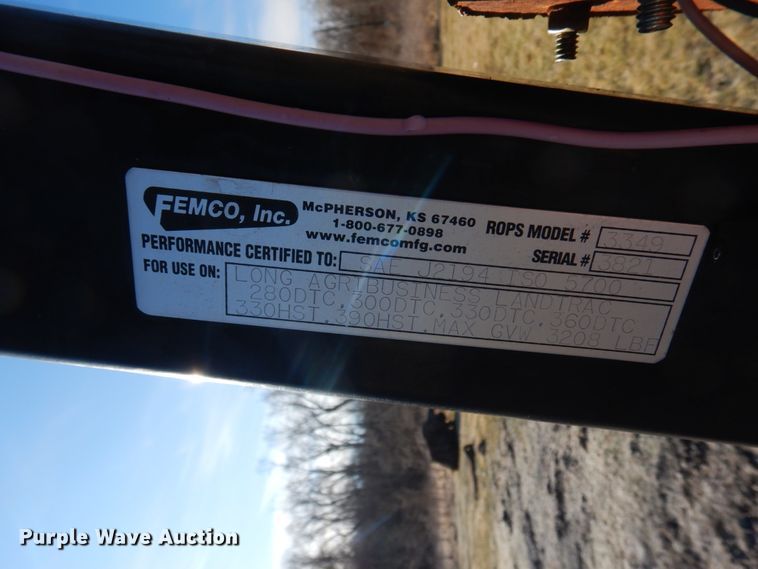 FEMCO, Inc.
McPHERSON, KS 67460
1-800-677-0898
www.femcomfg.com
ROPS MODEL # 3349
SERIAL # 3821
PERFORMANCE CERTIFIED TO: SAE J2194 ISO 5700
FOR USE ON: LONG AGRIBUSINESS LANDTRAC
280DTC,300DTC,330DTC,360DTC
330HST,390HST,MAX GVW 3208 LBF
Purple Wave Auction